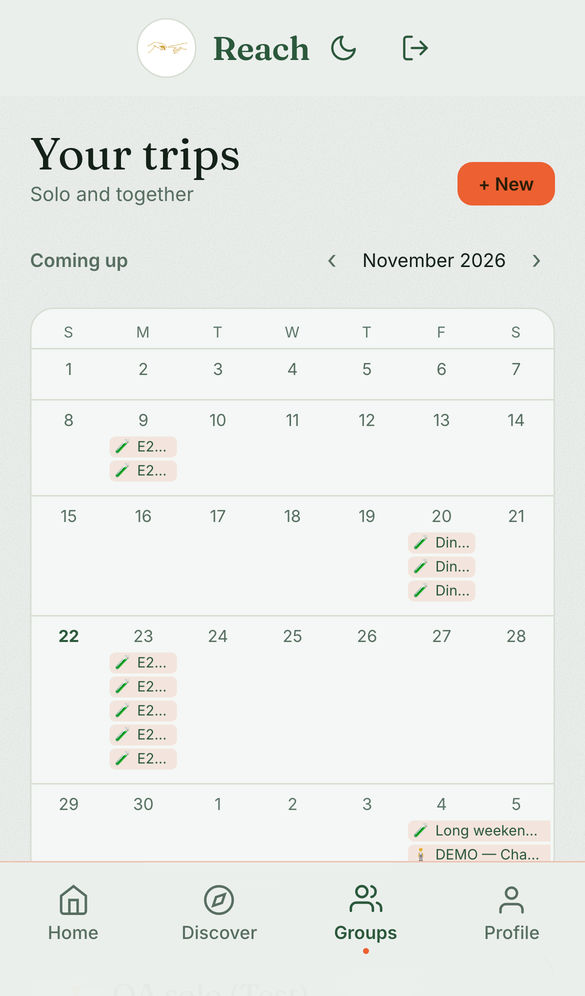 Reach
Your trips
Solo and together
+ New
Coming up
‹ November 2026 ›
S M T W T F S
1 2 3 4 5 6 7
8 9 10 11 12 13 14
E2...
E2...
15 16 17 18 19 20 21
Din...
Din...
Din...
22 23 24 25 26 27 28
E2...
E2...
E2...
E2...
E2...
29 30 1 2 3 4 5
Long weeken...
DEMO — Cha...
Home Discover Groups Profile
QA solo (Test)